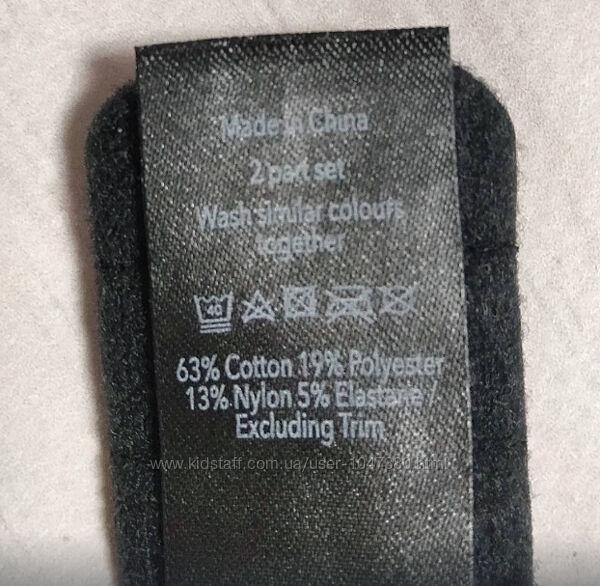 Made in China
2 part set
Wash similar colours
together
40
63% Cotton 19% Polyester
13% Nylon 5% Elastane /
Excluding Trim